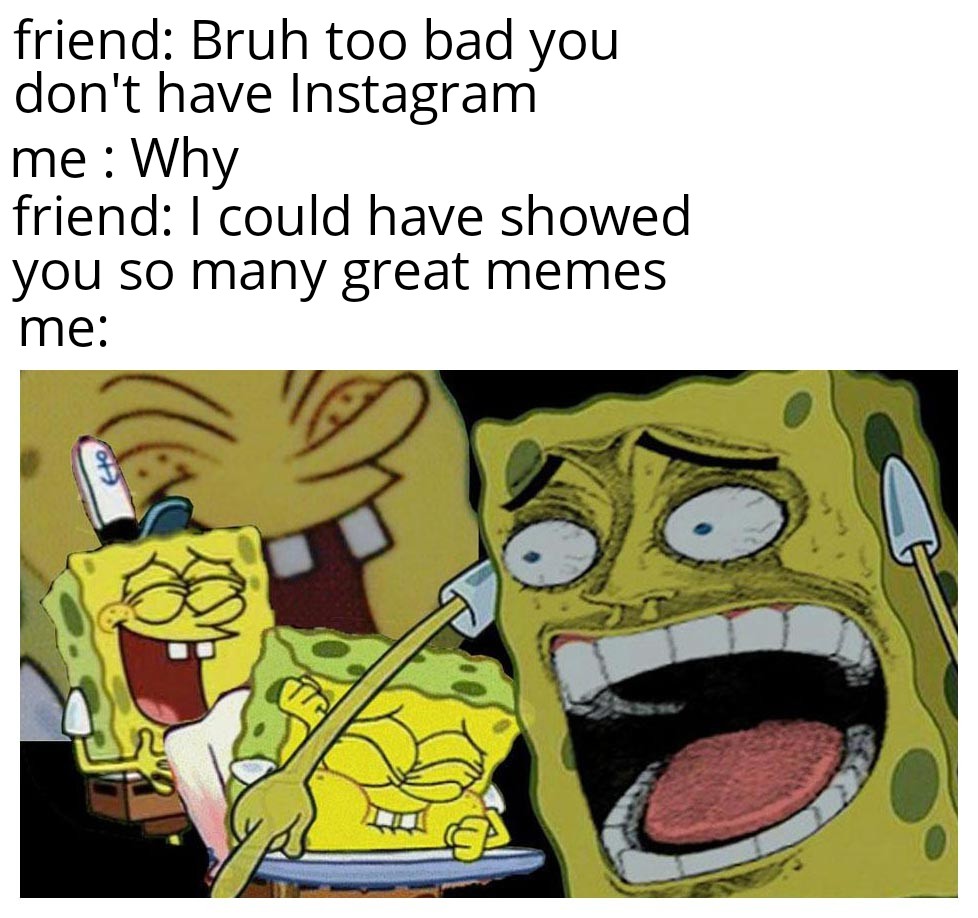 friend: Bruh too bad you
don't have Instagram
me : Why
friend: I could have showed
you so many great memes
me: